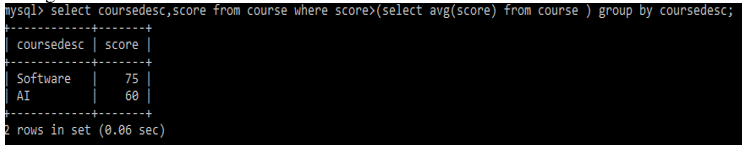 mysql> select coursedesc,score from course where score>(select avg(score) from course ) group by coursedesc;
+------------+-------+
| coursedesc | score |
+------------+-------+
| Software   |    75 |
| AI         |    60 |
+------------+-------+
2 rows in set (0.06 sec)